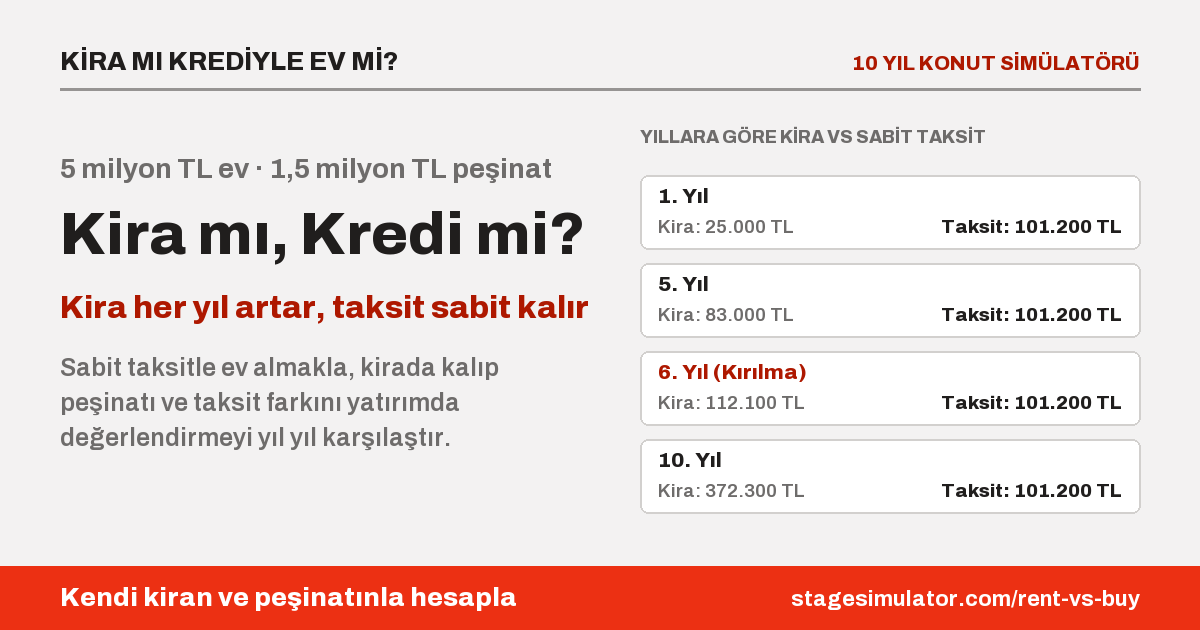 KİRA MI KREDİYLE EV Mİ?
10 YIL KONUT SİMÜLATÖRÜ
5 milyon TL ev · 1,5 milyon TL peşinat
Kira mı, Kredi mi?
Kira her yıl artar, taksit sabit kalır
Sabit taksitle ev almakla, kirada kalıp
peşinatı ve taksit farkını yatırımda
değerlendirmeyi yıl yıl karşılaştır.
YILLARA GÖRE KİRA VS SABİT TAKSİT
1. Yıl
Kira: 25.000 TL Taksit: 101.200 TL
5. Yıl
Kira: 83.000 TL Taksit: 101.200 TL
6. Yıl (Kırılma)
Kira: 112.100 TL Taksit: 101.200 TL
10. Yıl
Kira: 372.300 TL Taksit: 101.200 TL
Kendi kiran ve peşinatınla hesapla
stagesimulator.com/rent-vs-buy